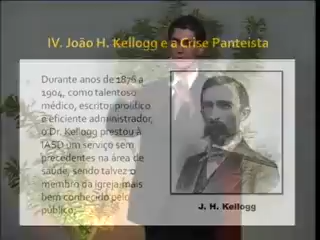 IV. João H. Kellogg e a Crise Panteísta
Durante anos de 1876 a
1904, como talentoso
médico, escritor prolífico
e eficiente administrador,
o Dr. Kellogg prestou à
IASD um serviço sem
precedentes na área de
saúde, sendo talvez o
membro da igreja mais
bem conhecido pelo
público.
J. H. Kellogg